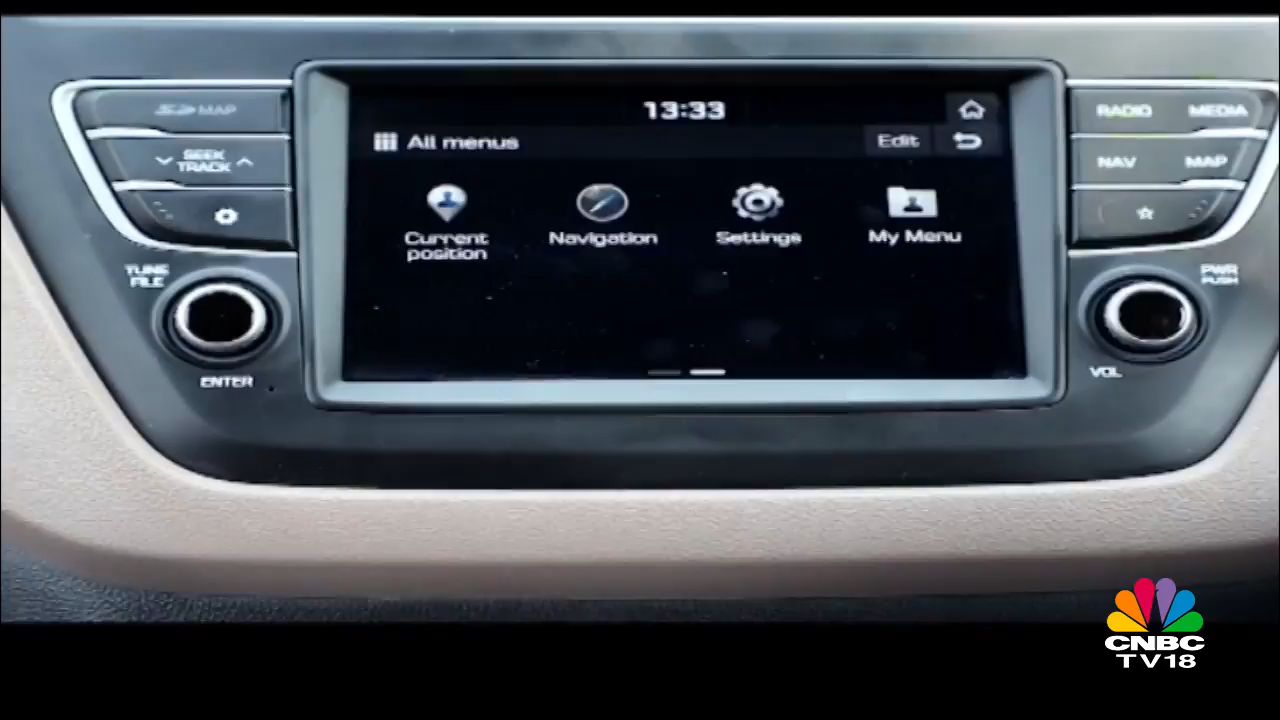 13:33
All menus
Edit
Current
position
Navigation
Settings
My Menu
MAP
SEEK
TRACK
TUNE
FILE
ENTER
RADIO MEDIA
NAV MAP
PWR
PUSH
VOL
CNBC
TV18